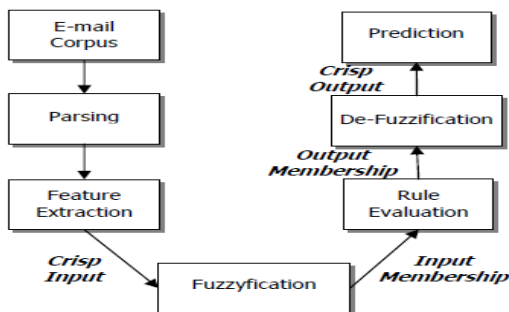 E-mail
Corpus
Parsing
Feature
Extraction
Crisp
Input
Fuzzyfication
Input
Membership
Rule
Evaluation
Output
Membership
De-Fuzzification
Crisp
Output
Prediction